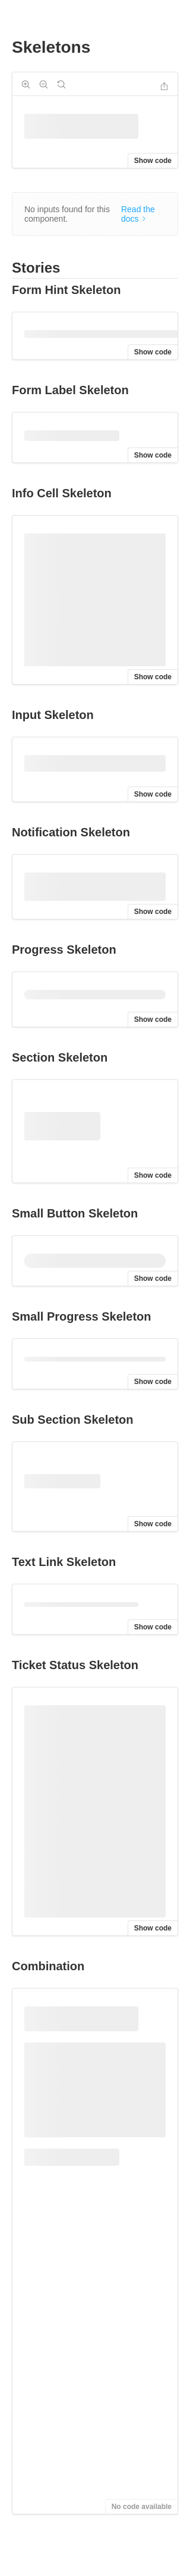 Skeletons
Show code
No inputs found for this
component.
Read the
docs
Stories
Form Hint Skeleton
Show code
Form Label Skeleton
Show code
Info Cell Skeleton
Show code
Input Skeleton
Show code
Notification Skeleton
Show code
Progress Skeleton
Show code
Section Skeleton
Show code
Small Button Skeleton
Show code
Small Progress Skeleton
Show code
Sub Section Skeleton
Show code
Text Link Skeleton
Show code
Ticket Status Skeleton
Show code
Combination
No code available